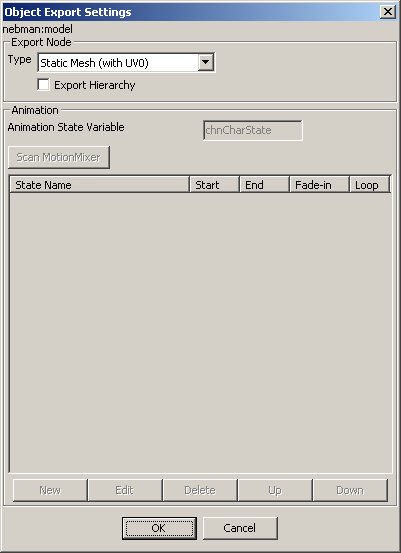 Object Export Settings
nebman:model
Export Node
Type Static Mesh (with UV0)
Export Hierarchy
Animation
Animation State Variable chnCharState
Scan MotionMixer
State Name Start End Fade-in Loop
New Edit Delete Up Down
OK Cancel